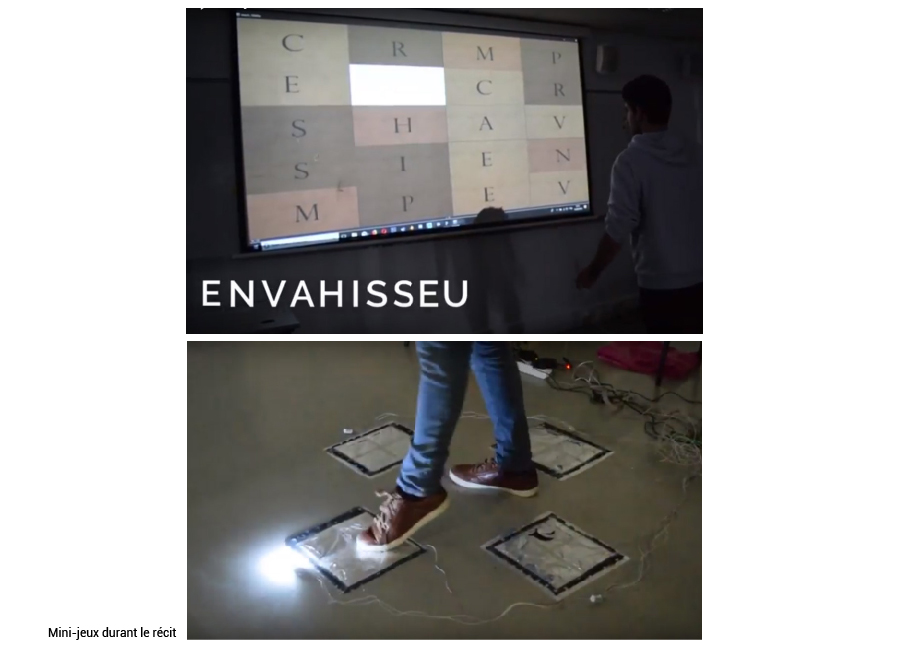 C R M P
E C R
S H A V
S I E N
M P E V
ENVAHISSEU
Mini-jeux durant le récit